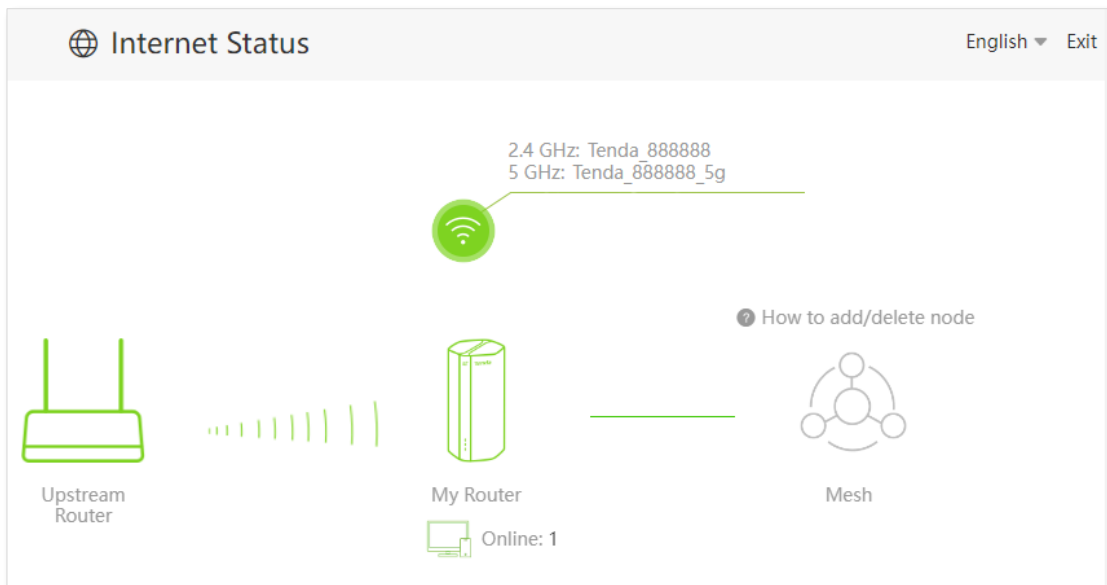 Internet Status
English
Exit
2.4 GHz: Tenda_888888
5 GHz: Tenda_888888_5g
How to add/delete node
Upstream
Router
My Router
Mesh
Online: 1